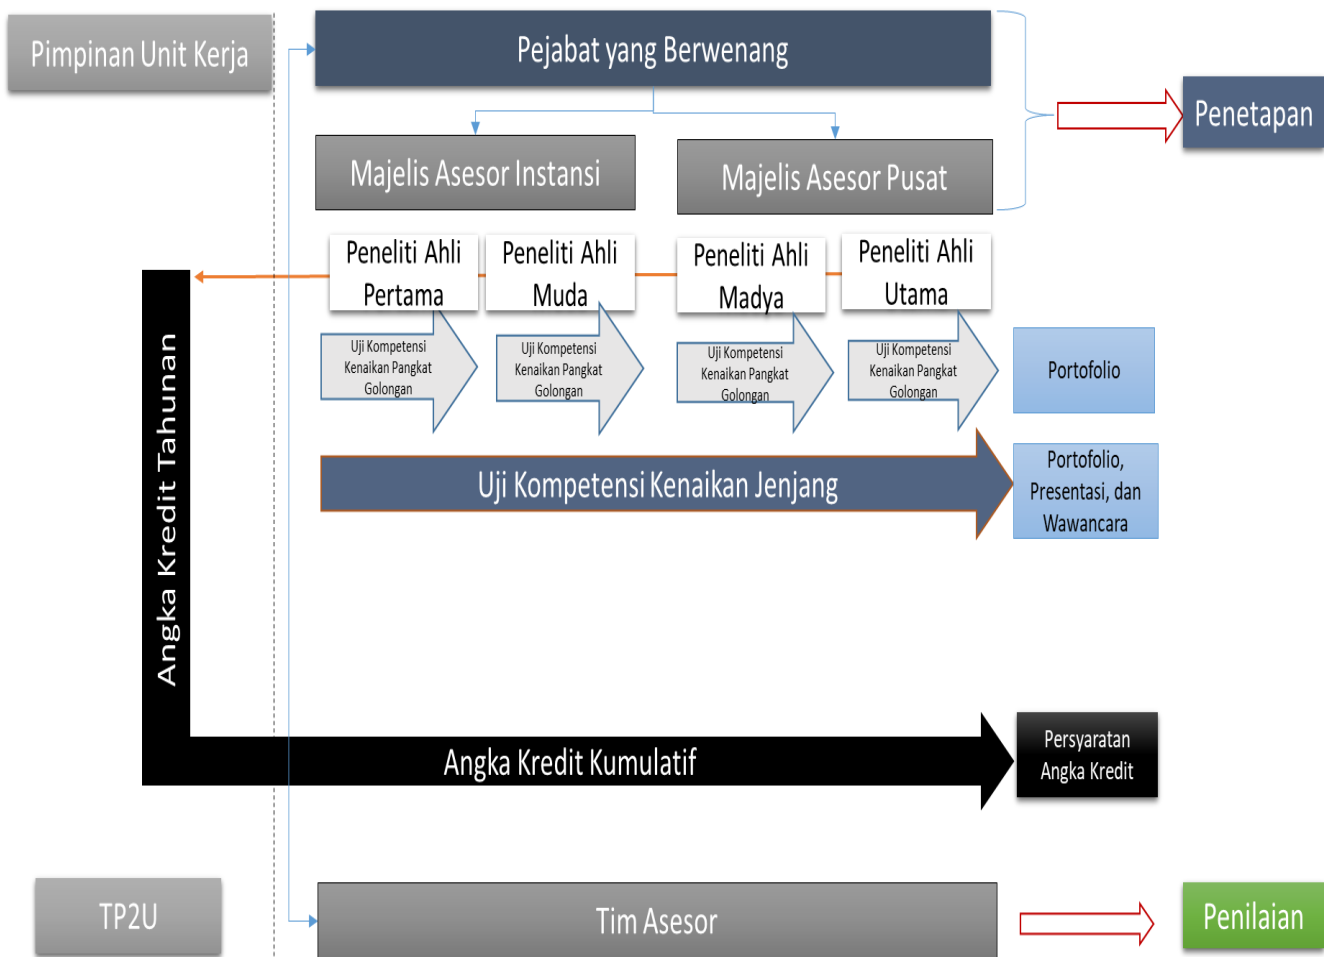 Pimpinan Unit Kerja
Pejabat yang Berwenang
Penetapan
Majelis Asesor Instansi
Majelis Asesor Pusat
Peneliti Ahli
Pertama
Peneliti Ahli
Muda
Peneliti Ahli
Madya
Peneliti Ahli
Utama
Uji Kompetensi
Kenaikan Pangkat
Golongan
Uji Kompetensi
Kenaikan Pangkat
Golongan
Uji Kompetensi
Kenaikan Pangkat
Golongan
Uji Kompetensi
Kenaikan Pangkat
Golongan
Portofolio
Uji Kompetensi Kenaikan Jenjang
Portofolio,
Presentasi, dan
Wawancara
Angka Kredit Tahunan
Angka Kredit Kumulatif
Persyaratan
Angka Kredit
TP2U
Tim Asesor
Penilaian